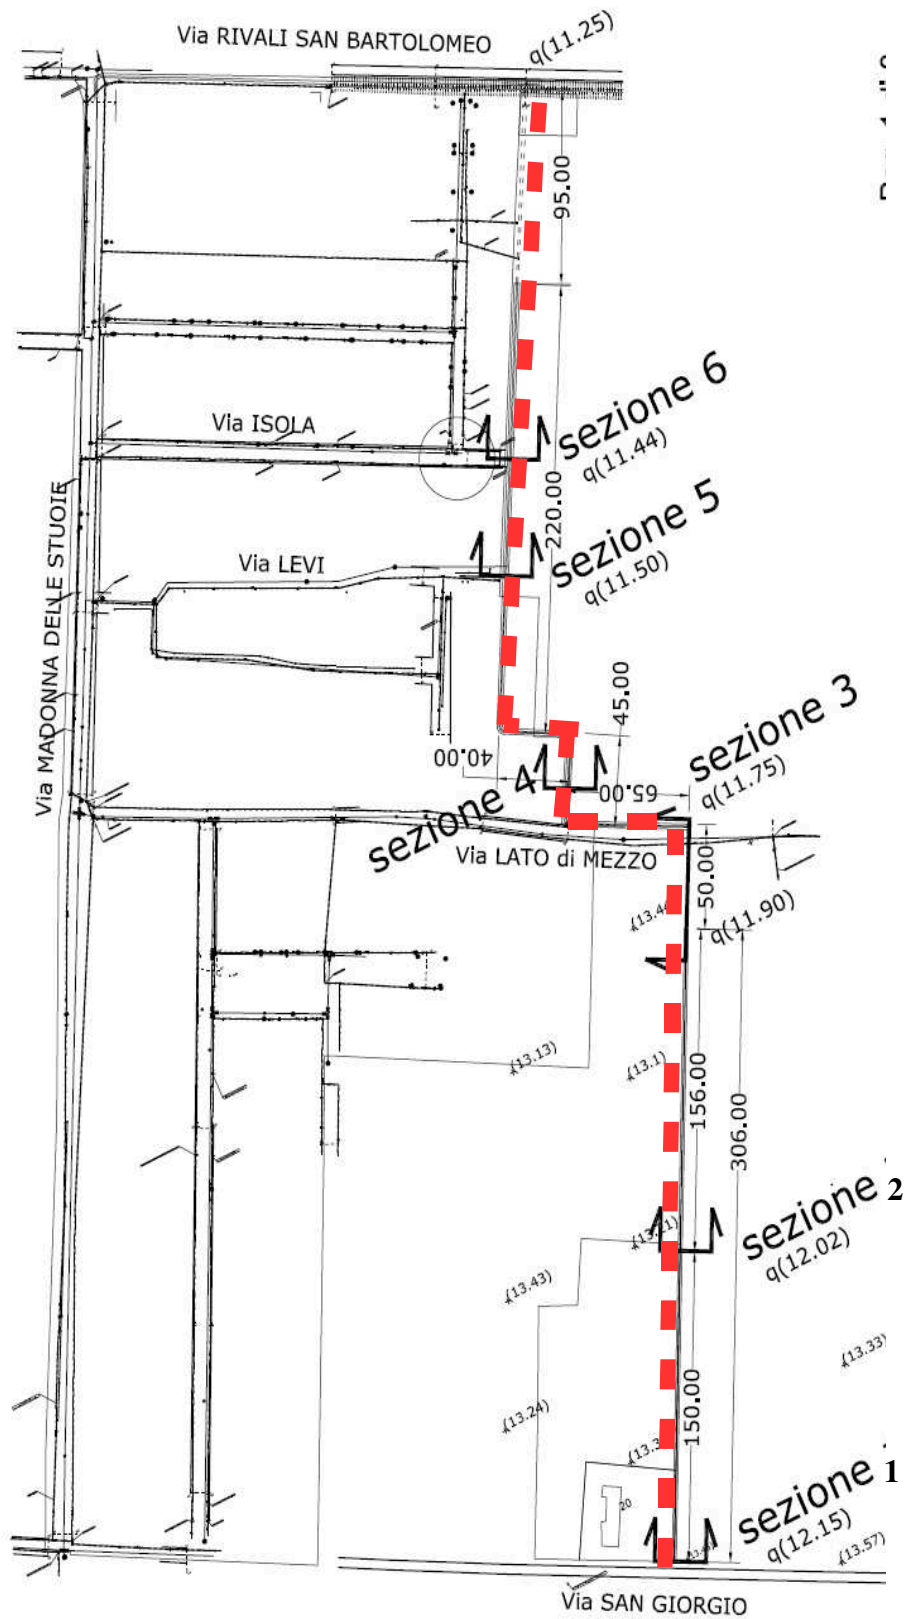 Via RIVALI SAN BARTOLOMEO
q(11.25)
95.00
sezione 6
q(11.44)
Via ISOLA
220.00
sezione 5
q(11.50)
Via MADONNA DELLE STUOIE
Via LEVI
45.00
sezione 3
q(11.75)
40.00
65.00
sezione 4
Via LATO di MEZZO
50.00
q(11.90)
(13.13)
(13.1)
156.00
306.00
sezione 2
q(12.02)
(13.21)
(13.43)
(13.33)
(13.24)
150.00
sezione 1
q(12.15)
20
(13.57)
Via SAN GIORGIO